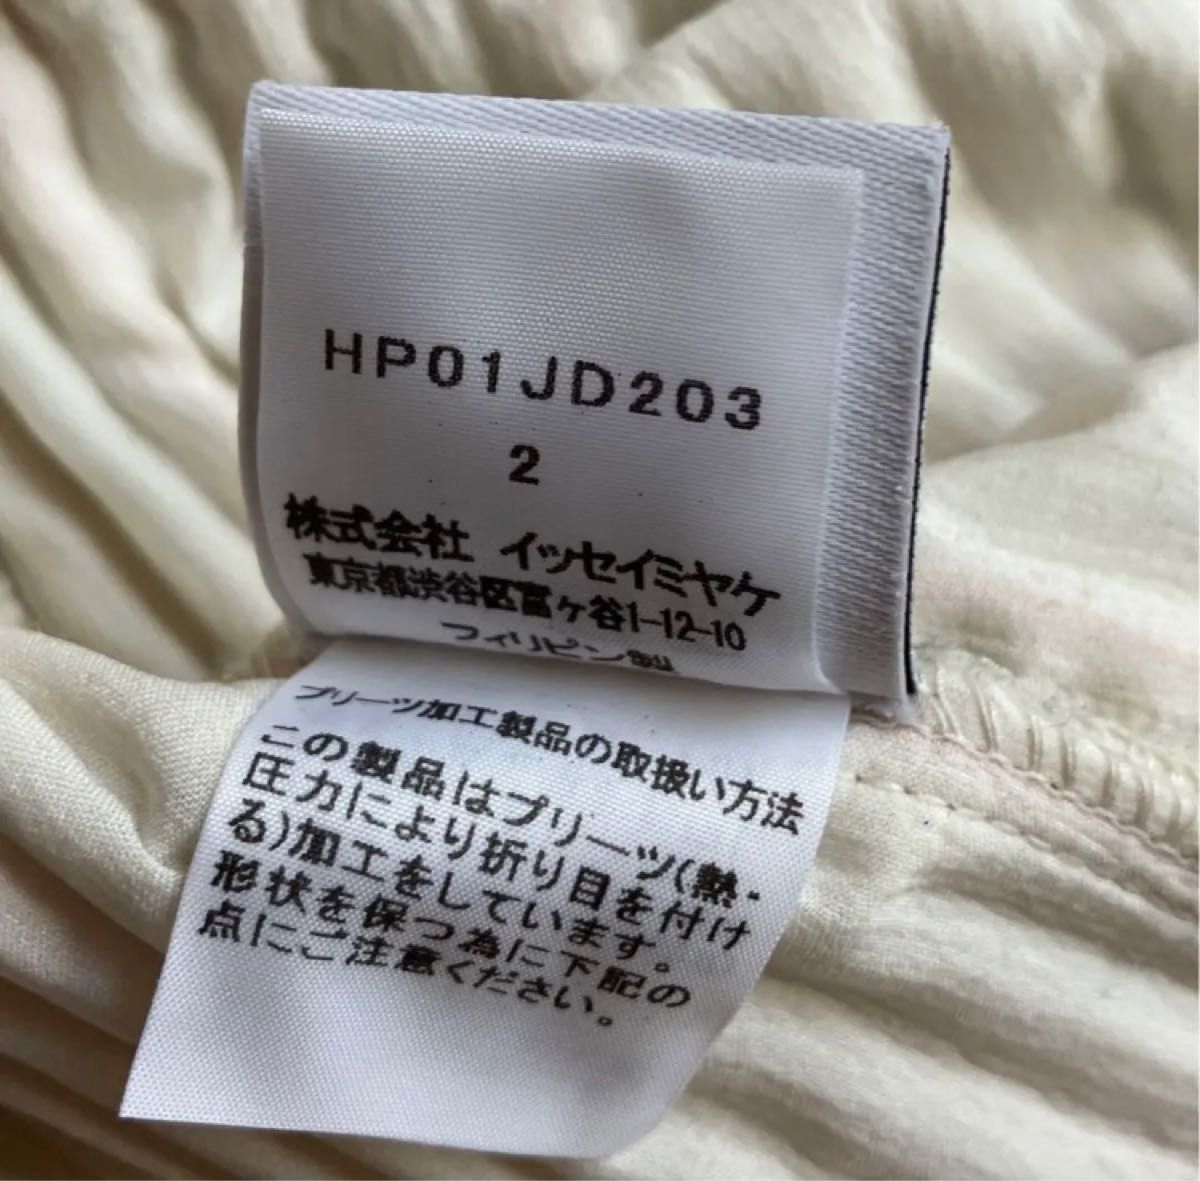 HP01JD203
2
株式会社 イッセイミヤケ
東京都渋谷区富ヶ谷1-12-10
フィリピン製
プリーツ加工製品の取扱い方法
この製品はプリーツ(熱・
圧力により折り目を付け
る)加工をしています。
形状を保つ為に下記の
点にご注意ください。